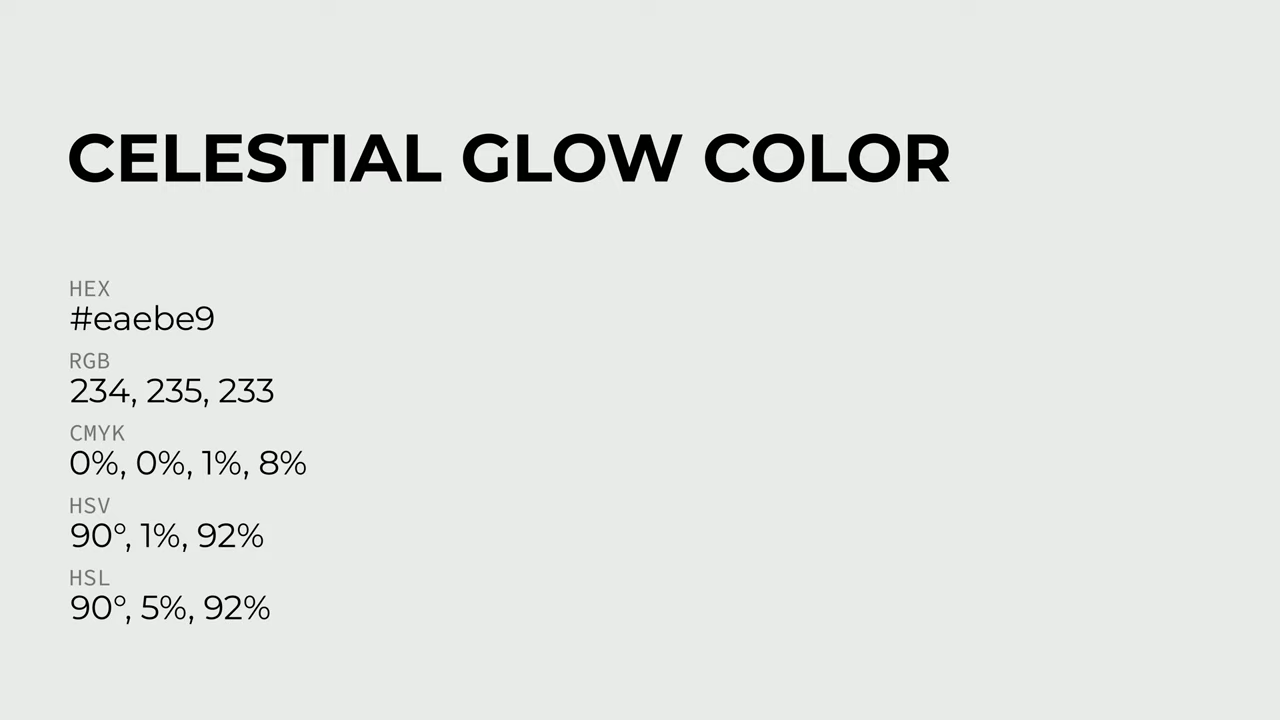 CELESTIAL GLOW COLOR
HEX
#eaebe9
RGB
234, 235, 233
CMYK
0%, 0%, 1%, 8%
HSV
90°, 1%, 92%
HSL
90°, 5%, 92%